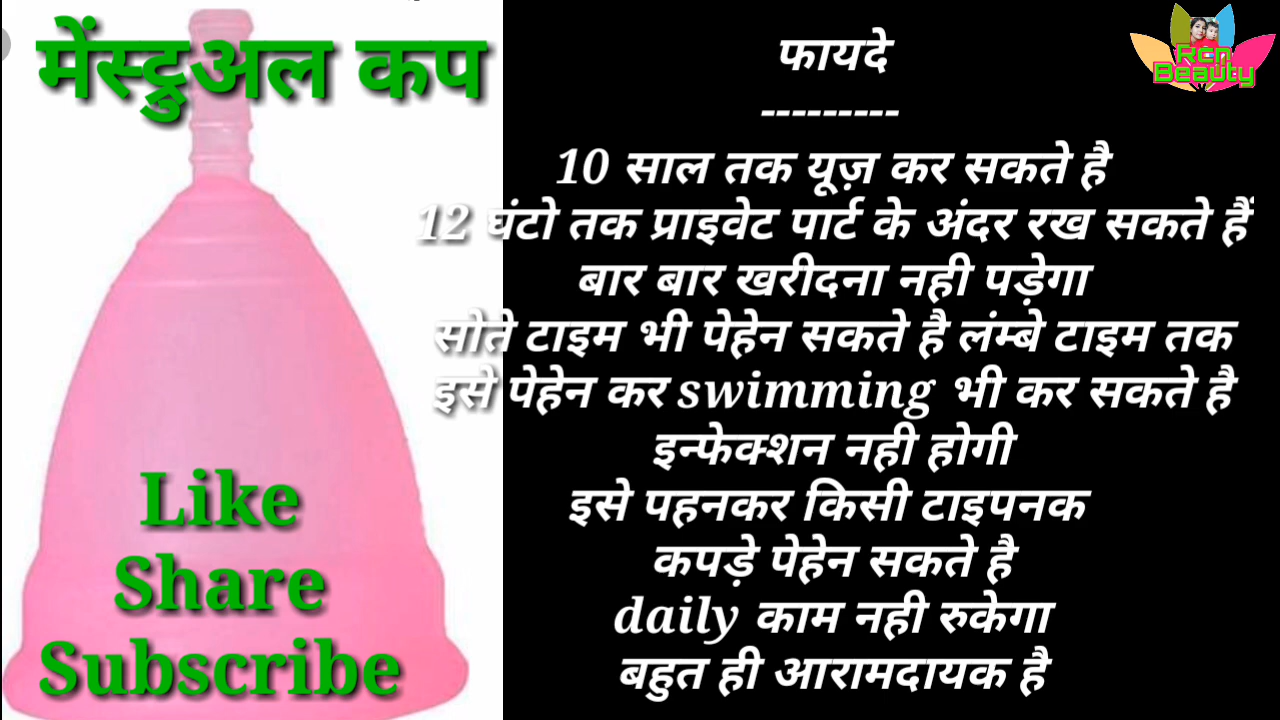 मेंस्ट्रुअल कप
Like
Share
Subscribe
फायदे
---------
10 साल तक यूज़ कर सकते है
12 घंटो तक प्राइवेट पार्ट के अंदर रख सकते हैं
बार बार खरीदना नही पड़ेगा
सोते टाइम भी पेहेन सकते है लंम्बे टाइम तक
इसे पेहेन कर swimming भी कर सकते है
इन्फेक्शन नही होगी
इसे पहनकर किसी टाइपनक
कपड़े पेहेन सकते है
daily काम नही रुकेगा
बहुत ही आरामदायक है
Rcn
Beauty